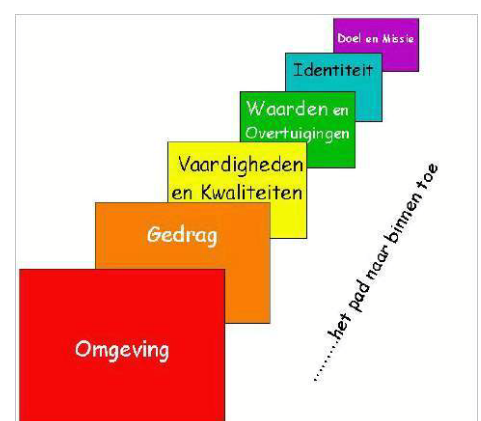 Doel en Missie
Identiteit
Waarden en
Overtuigingen
Vaardigheden
en Kwaliteiten
Gedrag
Omgeving
.........het pad naar binnen toe